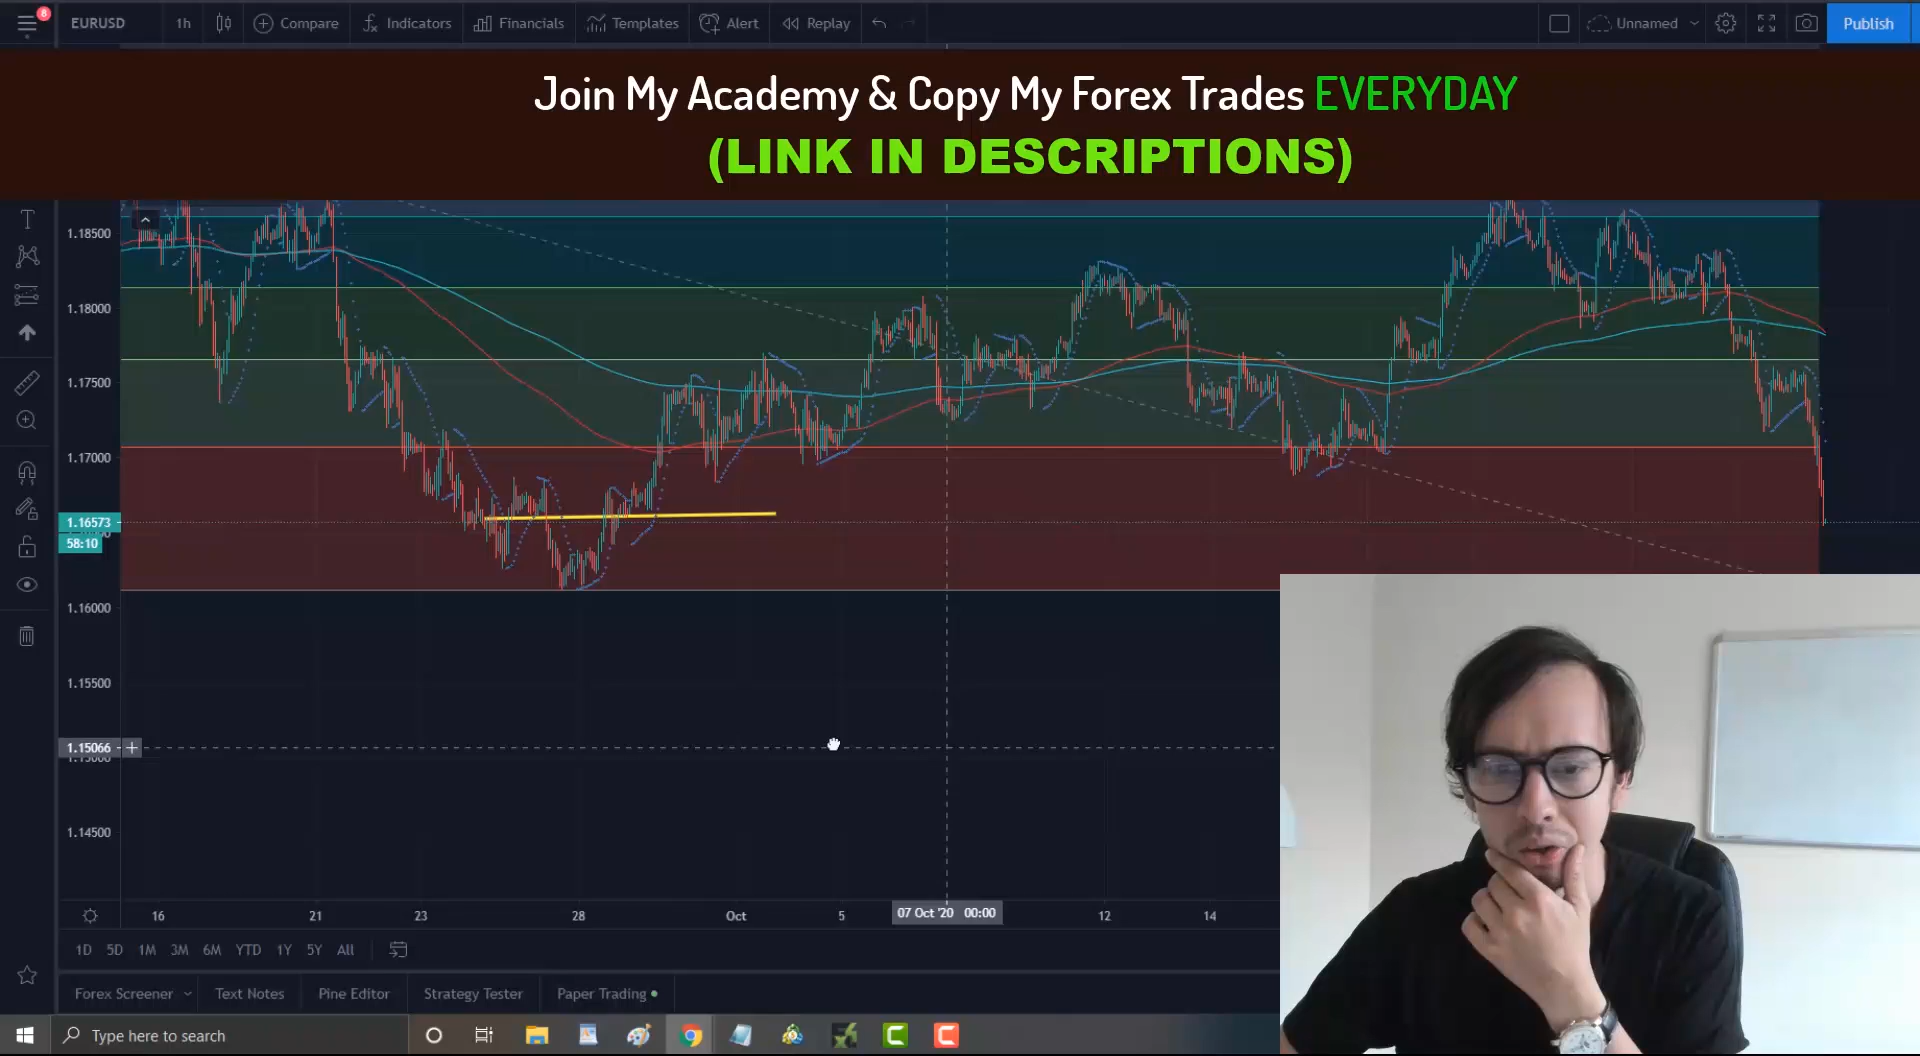 8 EURUSD 1h Compare Indicators Financials Templates Alert Replay Unnamed Publish
Join My Academy & Copy My Forex Trades EVERYDAY
(LINK IN DESCRIPTIONS)
1.18500
1.18000
1.17500
1.17000
1.16573
58:10
1.16000
1.15500
1.15066
1.14500
16 21 23 28 Oct 5 07 Oct '20 00:00 12 14
1D 5D 1M 3M 6M YTD 1Y 5Y All
Forex Screener Text Notes Pine Editor Strategy Tester Paper Trading
Type here to search